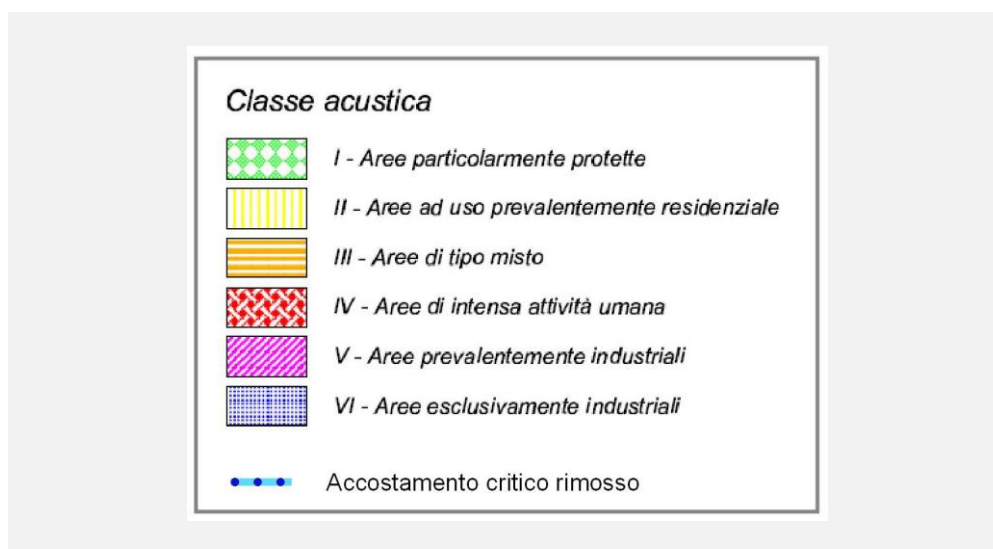 Classe acustica
I - Aree particolarmente protette
II - Aree ad uso prevalentemente residenziale
III - Aree di tipo misto
IV - Aree di intensa attività umana
V - Aree prevalentemente industriali
VI - Aree esclusivamente industriali
Accostamento critico rimosso